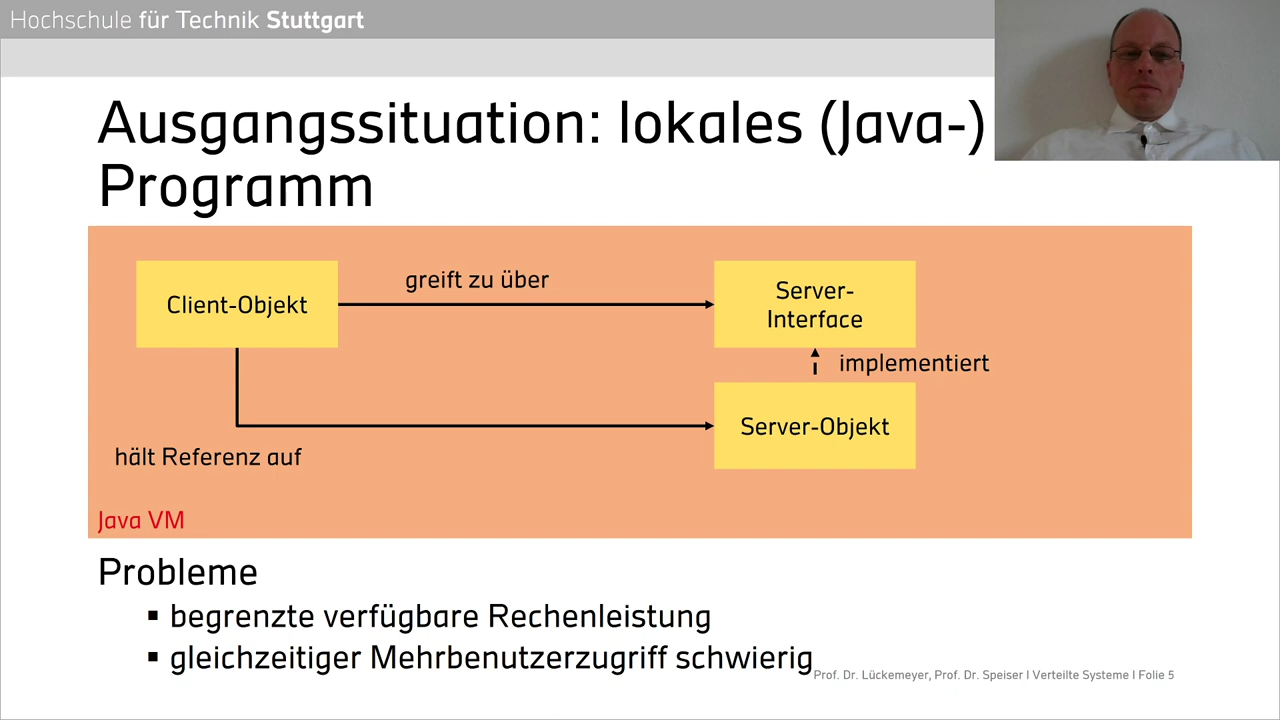 Hochschule für Technik Stuttgart
Ausgangssituation: lokales (Java-)
Programm
Client-Objekt
greift zu über
Server-
Interface
implementiert
Server-Objekt
hält Referenz auf
Java VM
Probleme
▪ begrenzte verfügbare Rechenleistung
▪ gleichzeitiger Mehrbenutzerzugriff schwierig
Prof. Dr. Lückemeyer, Prof. Dr. Speiser I Verteilte Systeme I Folie 5